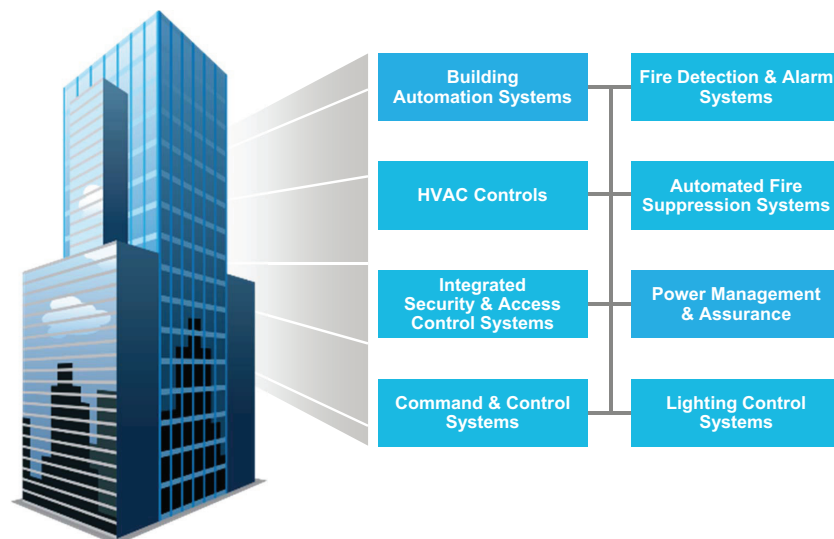 Building
Automation Systems
Fire Detection & Alarm
Systems
HVAC Controls
Automated Fire
Suppression Systems
Integrated
Security & Access
Control Systems
Power Management
& Assurance
Command & Control
Systems
Lighting Control
Systems